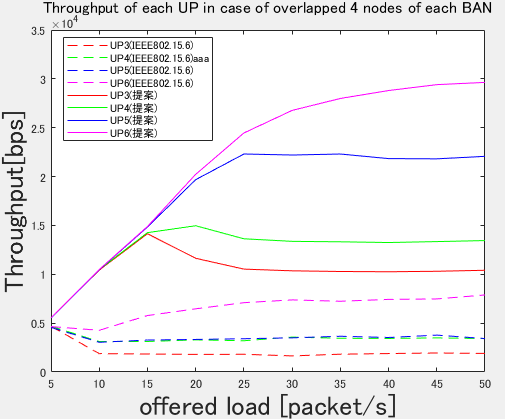 Throughput of each UP in case of overlapped 4 nodes of each BAN
×10⁴
3.5
3
2.5
2
1.5
1
0.5
0
Throughput[bps]
UP3(IEEE802.15.6)
UP4(IEEE802.15.6)aaa
UP5(IEEE802.15.6)
UP6(IEEE802.15.6)
UP3(提案)
UP4(提案)
UP5(提案)
UP6(提案)
5 10 15 20 25 30 35 40 45 50
offered load [packet/s]